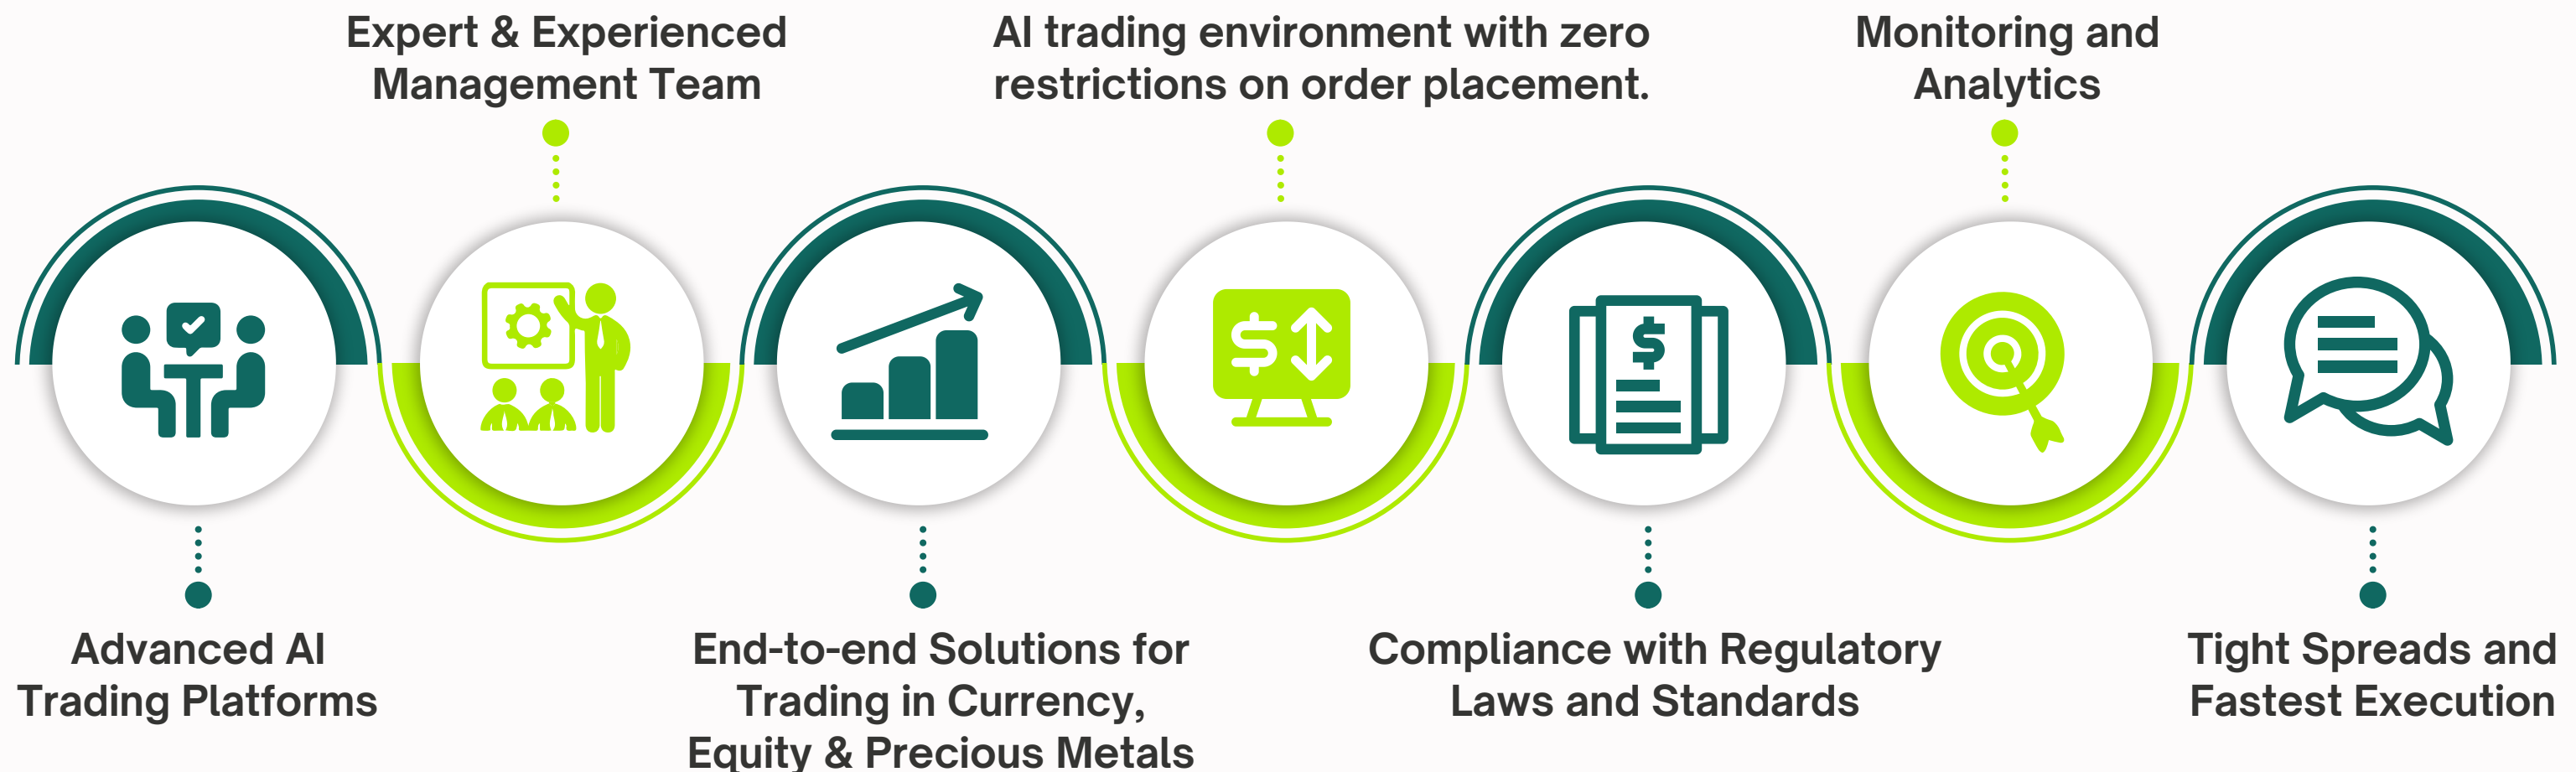 Expert & Experienced
Management Team
AI trading environment with zero
restrictions on order placement.
Monitoring and
Analytics
$
$
Advanced AI
Trading Platforms
End-to-end Solutions for
Trading in Currency,
Equity & Precious Metals
Compliance with Regulatory
Laws and Standards
Tight Spreads and
Fastest Execution